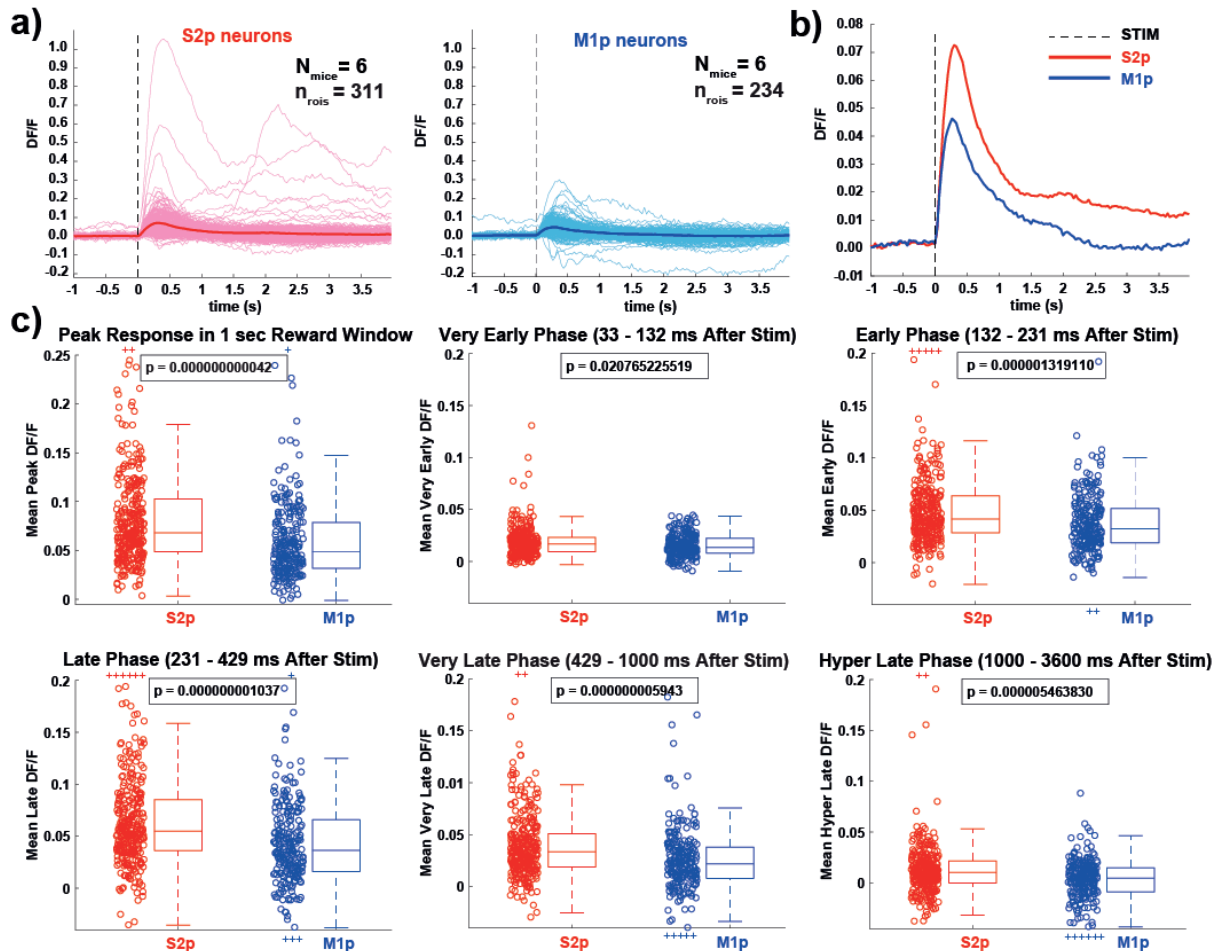 a)
S2p neurons
N mice = 6
n rois = 311
DF/F
1.0
0.9
0.8
0.7
0.6
0.5
0.4
0.3
0.2
0.1
0
-0.1
-0.2
-1 -0.5 0 0.5 1 1.5 2 2.5 3 3.5
time (s)
M1p neurons
N mice = 6
n rois = 234
DF/F
1.0
0.9
0.8
0.7
0.6
0.5
0.4
0.3
0.2
0.1
0
-0.1
-0.2
-1 -0.5 0 0.5 1 1.5 2 2.5 3 3.5
time (s)
b)
STIM
S2p
M1p
DF/F
0.08
0.07
0.06
0.05
0.04
0.03
0.02
0.01
0.00
-0.01
-1 -0.5 0 0.5 1 1.5 2 2.5 3 3.5
time (s)
c)
Peak Response in 1 sec Reward Window
p = 0.000000000042
Mean Peak DF/F
0.25
0.2
0.15
0.1
0.05
0
S2p M1p
Very Early Phase (33 - 132 ms After Stim)
p = 0.020765225519
Mean Very Early DF/F
0.2
0.15
0.1
0.05
0
S2p M1p
Early Phase (132 - 231 ms After Stim)
p = 0.000001319110
Mean Early DF/F
0.2
0.15
0.1
0.05
0
S2p M1p
Late Phase (231 - 429 ms After Stim)
p = 0.000000001037
Mean Late DF/F
0.2
0.15
0.1
0.05
0
S2p M1p
Very Late Phase (429 - 1000 ms After Stim)
p = 0.000000005943
Mean Very Late DF/F
0.2
0.15
0.01
0.05
0
S2p M1p
Hyper Late Phase (1000 - 3600 ms After Stim)
p = 0.000005463830
Mean Hyper Late DF/F
0.2
0.15
0.1
0.05
0
S2p M1p